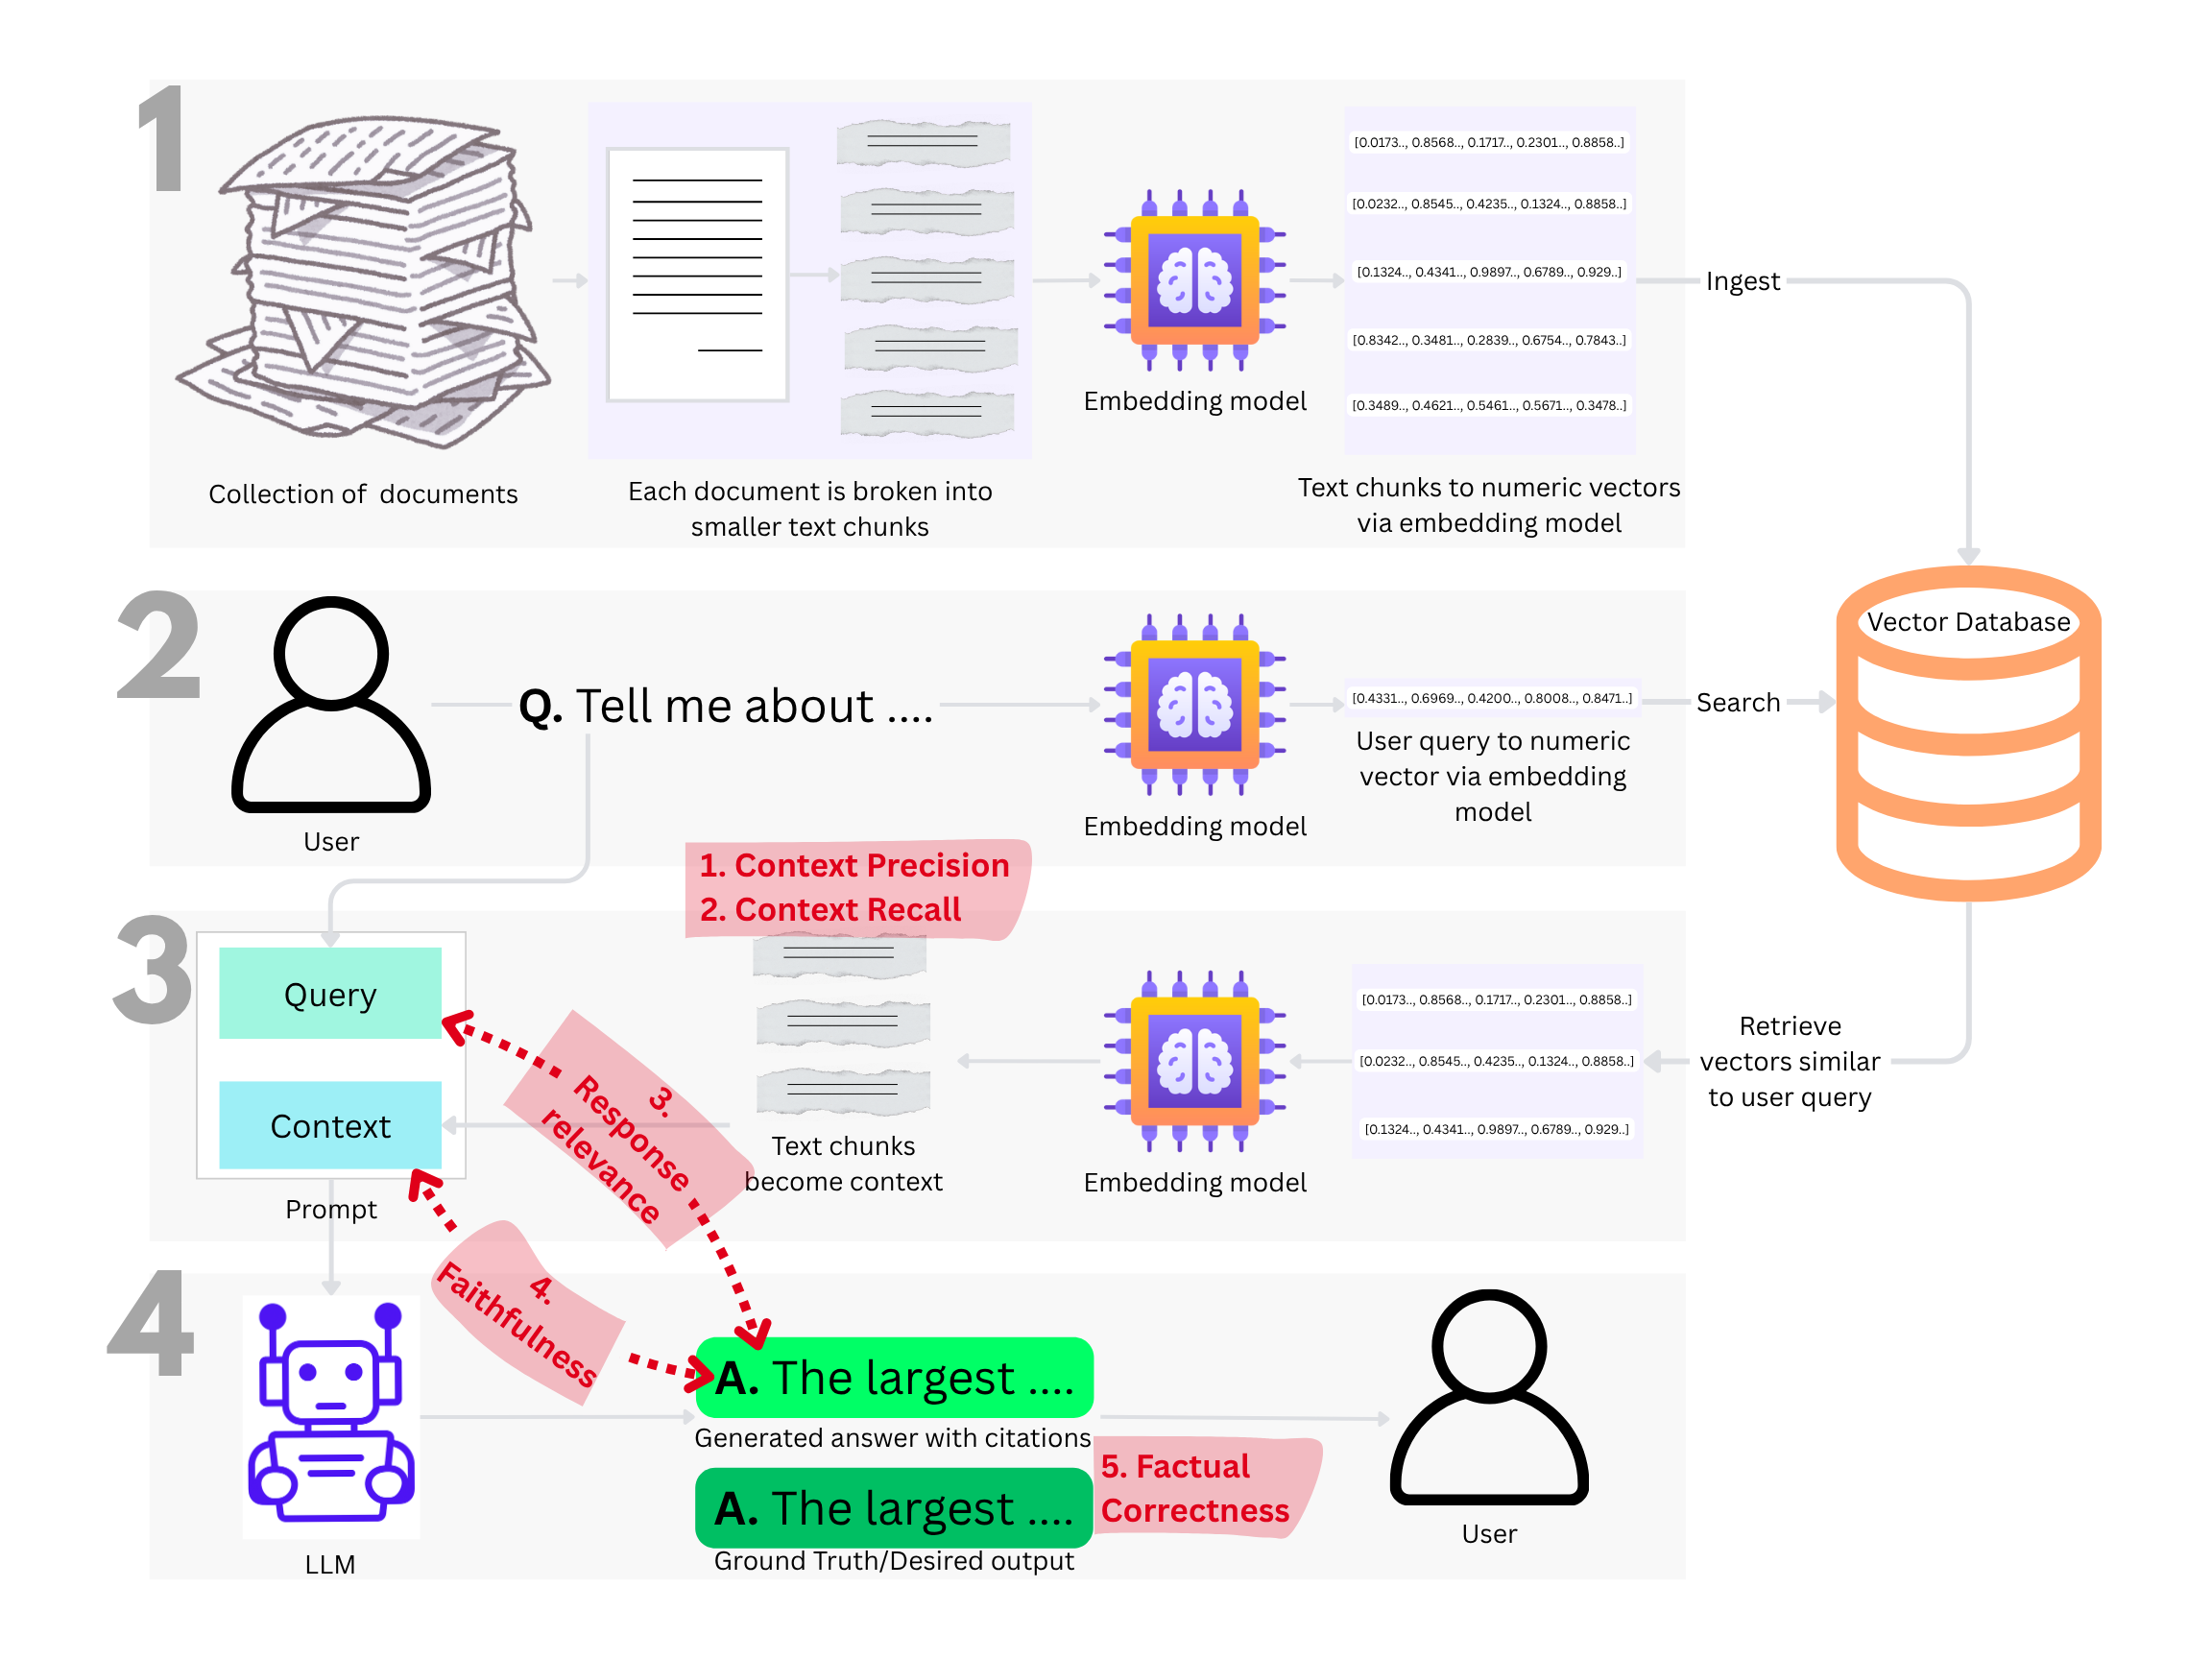 1
[0.0173.., 0.8568.., 0.1717.., 0.2301.., 0.8858..]
[0.0232.., 0.8545.., 0.4235.., 0.1324.., 0.8858..]
[0.1324.., 0.4341.., 0.9897.., 0.6789.., 0.929..]
[0.8342.., 0.3481.., 0.2839.., 0.6754.., 0.7843..]
[0.3489.., 0.4621.., 0.5461.., 0.5671.., 0.3478..]
Ingest
Embedding model
Collection of documents
Each document is broken into
smaller text chunks
Text chunks to numeric vectors
via embedding model
Vector Database
2
User
Q. Tell me about ....
Embedding model
[0.4331.., 0.6969.., 0.4200.., 0.8008.., 0.8471..]
User query to numeric
vector via embedding
model
Search
1. Context Precision
2. Context Recall
3
Query
Context
Prompt
3.
Response
relevance
Text chunks
become context
Embedding model
[0.0173.., 0.8568.., 0.1717.., 0.2301.., 0.8858..]
[0.0232.., 0.8545.., 0.4235.., 0.1324.., 0.8858..]
[0.1324.., 0.4341.., 0.9897.., 0.6789.., 0.929..]
Retrieve
vectors similar
to user query
4
4.
Faithfulness
LLM
A. The largest ....
Generated answer with citations
A. The largest ....
Ground Truth/Desired output
5. Factual
Correctness
User